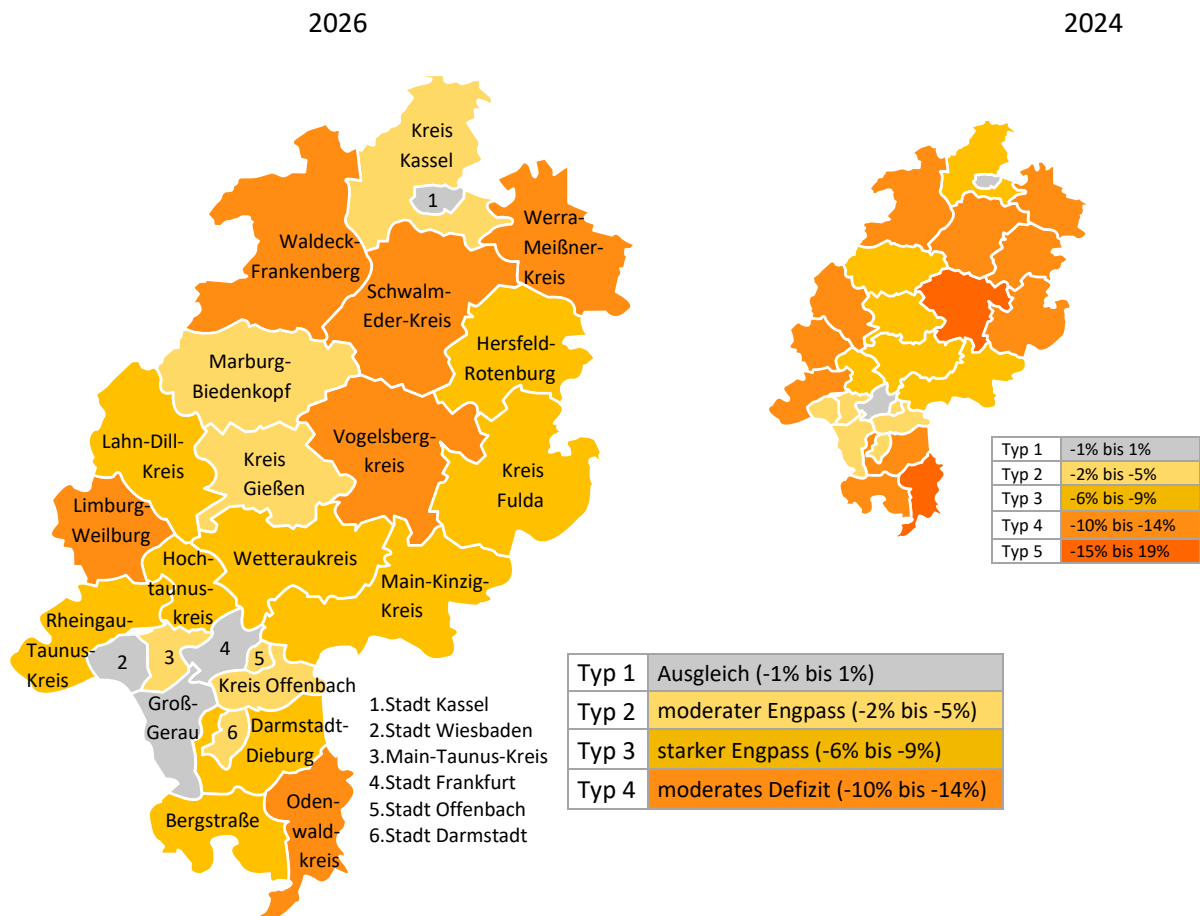 2026
2024
Kreis
Kassel
1
Werra-
Meißner-
Kreis
Waldeck-
Frankenberg
Schwalm-
Eder-Kreis
Hersfeld-
Rotenburg
Marburg-
Biedenkopf
Lahn-Dill-
Kreis
Kreis
Gießen
Vogelsberg-
kreis
Kreis
Fulda
Limburg-
Weilburg
Hoch-
taunus-
kreis
Wetteraukreis
Main-Kinzig-
Kreis
Rheingau-
Taunus-
Kreis
2
3
4
5
Kreis Offenbach
Groß-
Gerau
6
Darmstadt-
Dieburg
Bergstraße
Oden-
wald-
kreis
1.Stadt Kassel
2.Stadt Wiesbaden
3.Main-Taunus-Kreis
4.Stadt Frankfurt
5.Stadt Offenbach
6.Stadt Darmstadt
Typ 1 -1% bis 1%
Typ 2 -2% bis -5%
Typ 3 -6% bis -9%
Typ 4 -10% bis -14%
Typ 5 -15% bis 19%
Typ 1 Ausgleich (-1% bis 1%)
Typ 2 moderater Engpass (-2% bis -5%)
Typ 3 starker Engpass (-6% bis -9%)
Typ 4 moderates Defizit (-10% bis -14%)